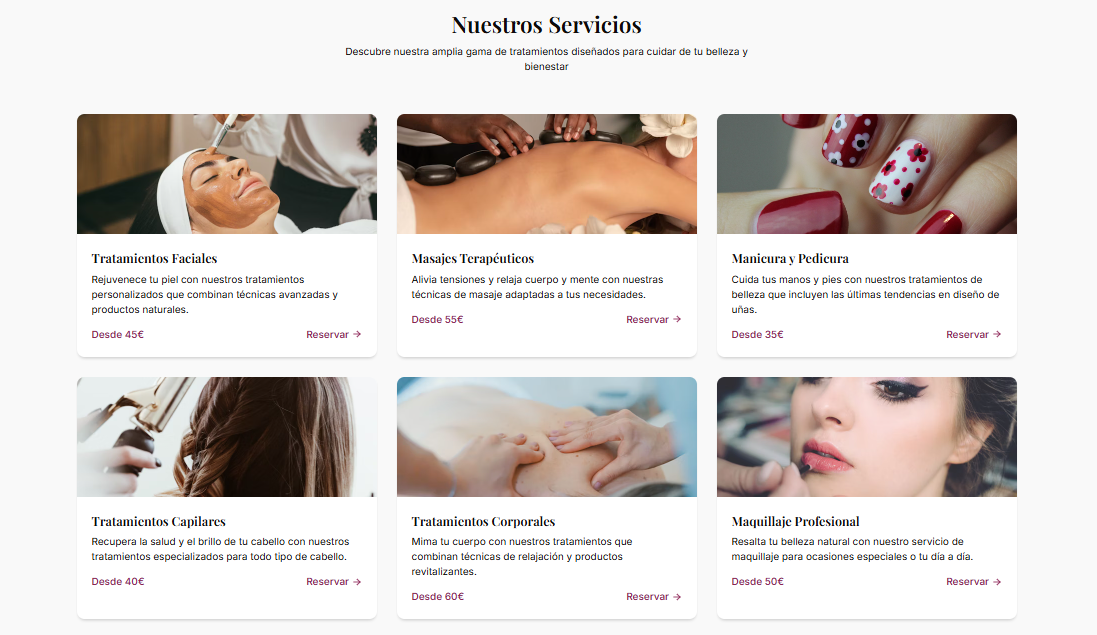 Nuestros Servicios
Descubre nuestra amplia gama de tratamientos diseñados para cuidar de tu belleza y
bienestar
Tratamientos Faciales
Rejuvenece tu piel con nuestros tratamientos
personalizados que combinan técnicas avanzadas y
productos naturales.
Desde 45€
Reservar →
Masajes Terapéuticos
Alivia tensiones y relaja cuerpo y mente con nuestras
técnicas de masaje adaptadas a tus necesidades.
Desde 55€
Reservar →
Manicura y Pedicura
Cuida tus manos y pies con nuestros tratamientos de
belleza que incluyen las últimas tendencias en diseño de
uñas.
Desde 35€
Reservar →
Tratamientos Capilares
Recupera la salud y el brillo de tu cabello con nuestros
tratamientos especializados para todo tipo de cabello.
Desde 40€
Reservar →
Tratamientos Corporales
Mima tu cuerpo con nuestros tratamientos que
combinan técnicas de relajación y productos
revitalizantes.
Desde 60€
Reservar →
Maquillaje Profesional
Resalta tu belleza natural con nuestro servicio de
maquillaje para ocasiones especiales o tu día a día.
Desde 50€
Reservar →